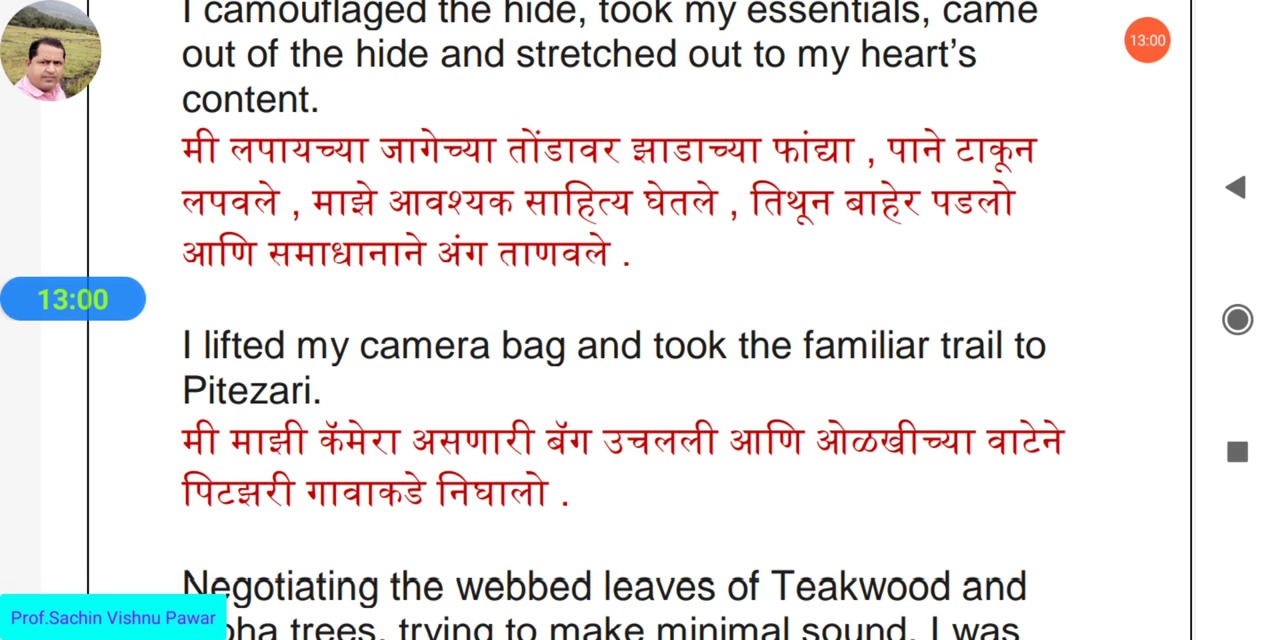 I camouflaged the hide, took my essentials, came
out of the hide and stretched out to my heart's
content.
मी लपायच्या जागेच्या तोंडावर झाडाच्या फांद्या , पाने टाकून
लपवले , माझे आवश्यक साहित्य घेतले , तिथून बाहेर पडलो
आणि समाधानाने अंग ताणवले .
13:00
13:00
I lifted my camera bag and took the familiar trail to
Pitezari.
मी माझी कॅमेरा असणारी बॅग उचलली आणि ओळखीच्या वाटेने
पिटझरी गावाकडे निघालो .
Negotiating the webbed leaves of Teakwood and
trees, trying to make minimal sound, I was
Prof.Sachin Vishnu Pawar